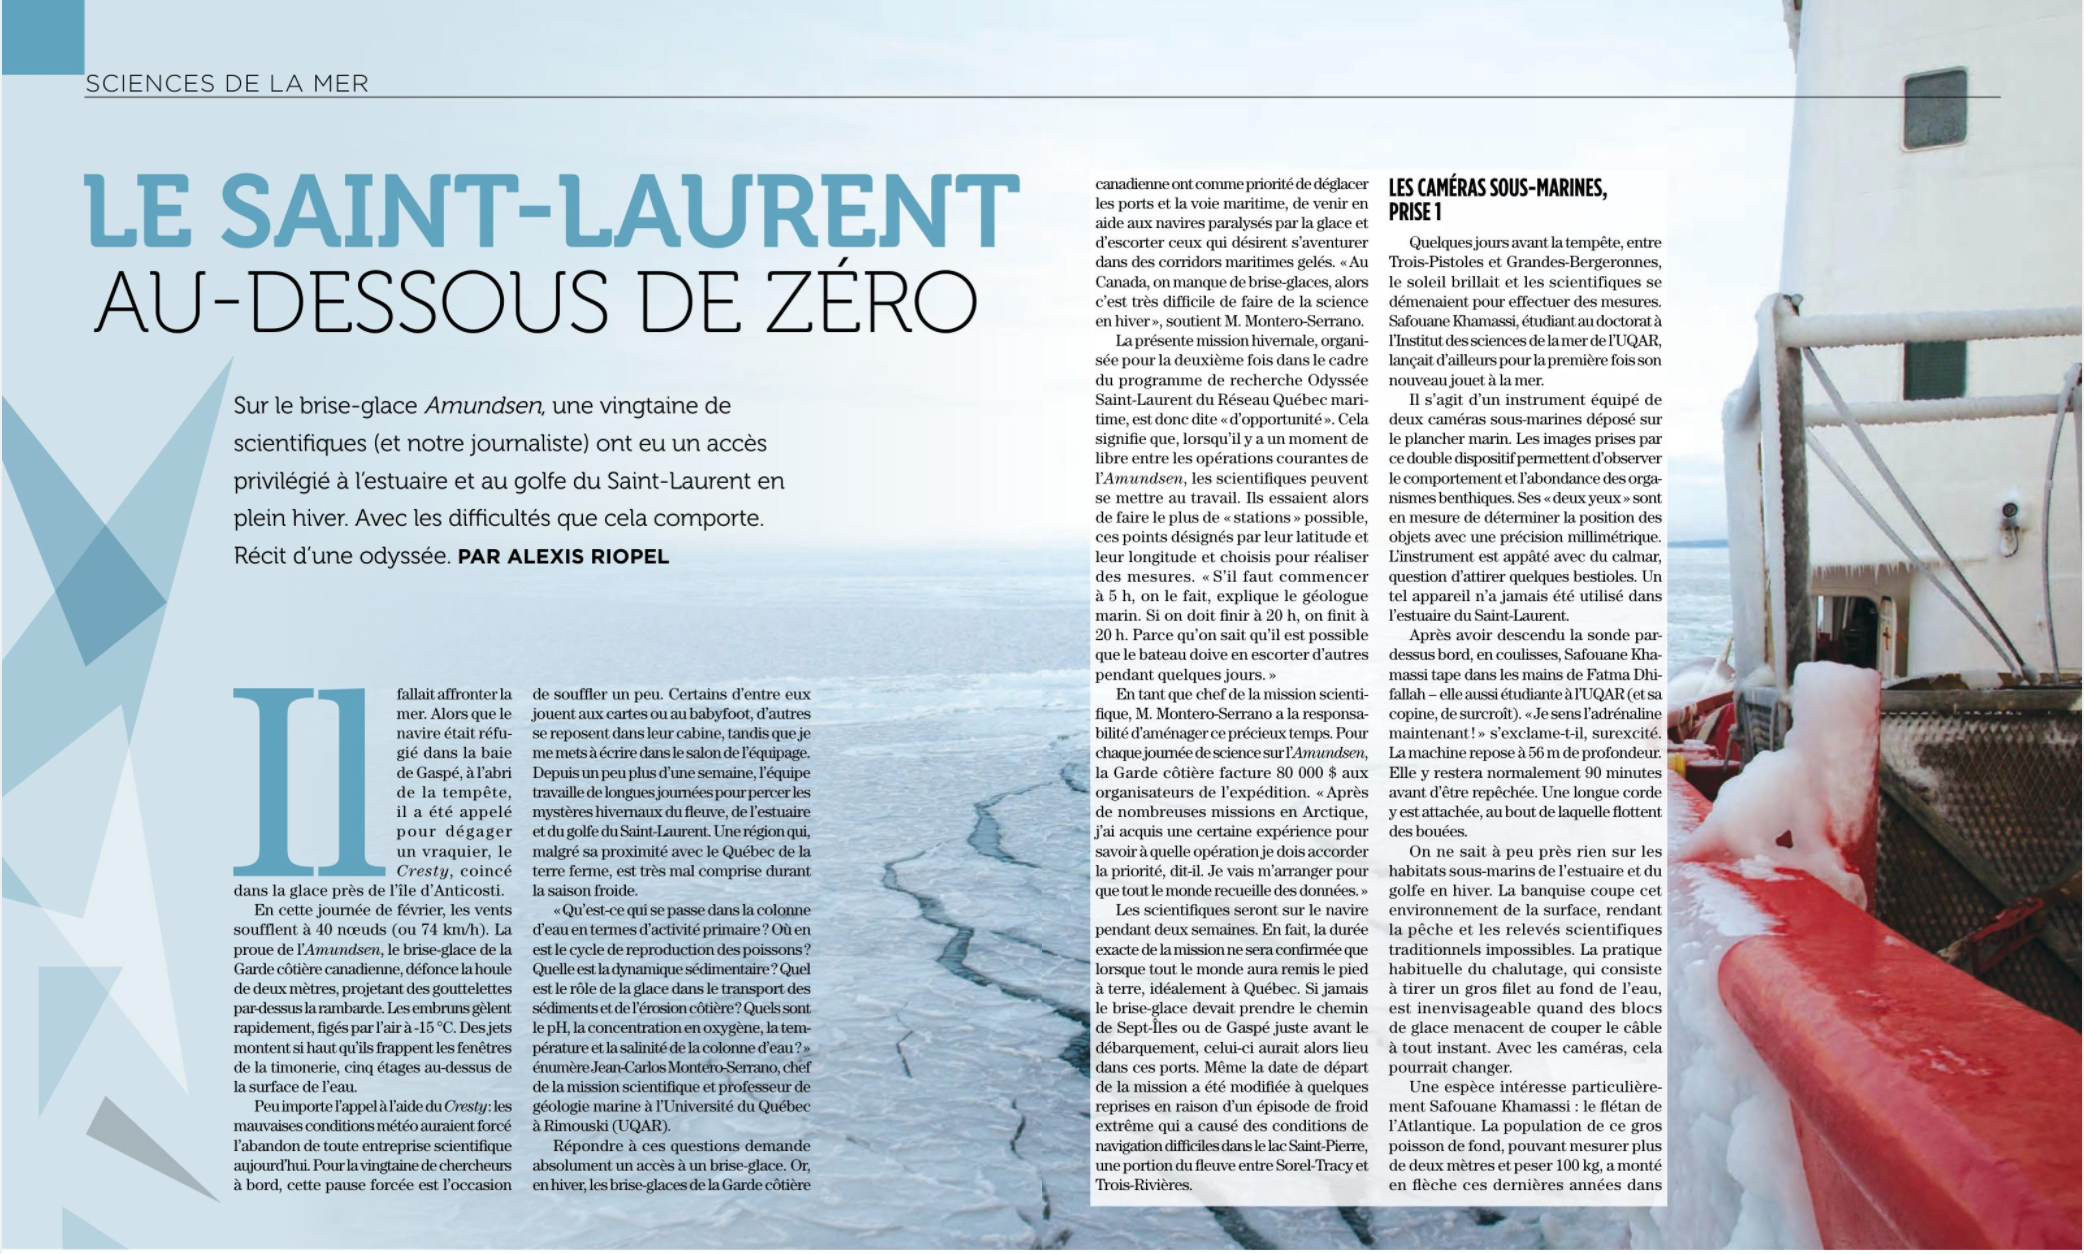 SCIENCES DE LA MER
LE SAINT-LAURENT
AU-DESSOUS DE ZÉRO
Sur le brise-glace Amundsen, une vingtaine de
scientifiques (et notre journaliste) ont eu un accès
privilégié à l'estuaire et au golfe du Saint-Laurent en
plein hiver. Avec les difficultés que cela comporte.
Récit d'une odyssée. PAR ALEXIS RIOPEL
Il fallait affronter la
mer. Alors que le
navire était réfu-
gié dans la baie
de Gaspé, à l'abri
de la tempête,
il a été appelé
pour dégager
un vraquier, le
Cresty, coincé
dans la glace près de l'île d'Anticosti.
En cette journée de février, les vents
soufflent à 40 nœuds (ou 74 km/h). La
proue de l'Amundsen, le brise-glace de la
Garde côtière canadienne, défonce la houle
de deux mètres, projetant des gouttelettes
par-dessus la rambarde. Les embruns gèlent
rapidement, figés par l'air à -15 °C. Des jets
montent si haut qu'ils frappent les fenêtres
de la timonerie, cinq étages au-dessus de
la surface de l'eau.
Peu importe l'appel à l'aide du Cresty : les
mauvaises conditions météo auraient forcé
l'abandon de toute entreprise scientifique
aujourd'hui. Pour la vingtaine de chercheurs
à bord, cette pause forcée est l'occasion
de souffler un peu. Certains d'entre eux
jouent aux cartes ou au babyfoot, d'autres
se reposent dans leur cabine, tandis que je
me mets à écrire dans le salon de l'équipage.
Depuis un peu plus d'une semaine, l'équipe
travaille de longues journées pour percer les
mystères hivernaux du fleuve, de l'estuaire
et du golfe du Saint-Laurent. Une région qui,
malgré sa proximité avec le Québec de la
terre ferme, est très mal comprise durant
la saison froide.
« Qu'est-ce qui se passe dans la colonne
d'eau en termes d'activité primaire ? Où en
est le cycle de reproduction des poissons ?
Quelle est la dynamique sédimentaire ? Quel
est le rôle de la glace dans le transport des
sédiments et de l'érosion côtière ? Quels sont
le pH, la concentration en oxygène, la tem-
pérature et la salinité de la colonne d'eau ? »
énumère Jean-Carlos Montero-Serrano, chef
de la mission scientifique et professeur de
géologie marine à l'Université du Québec
à Rimouski (UQAR).
Répondre à ces questions demande
absolument un accès à un brise-glace. Or,
en hiver, les brise-glaces de la Garde côtière
canadienne ont comme priorité de déglacer
les ports et la voie maritime, de venir en
aide aux navires paralysés par la glace et
d'escorter ceux qui désirent s'aventurer
dans des corridors maritimes gelés. « Au
Canada, on manque de brise-glaces, alors
c'est très difficile de faire de la science
en hiver », soutient M. Montero-Serrano.
La présente mission hivernale, organi-
sée pour la deuxième fois dans le cadre
du programme de recherche Odyssée
Saint-Laurent du Réseau Québec mari-
time, est donc dite « d'opportunité ». Cela
signifie que, lorsqu'il y a un moment de
libre entre les opérations courantes de
l'Amundsen, les scientifiques peuvent
se mettre au travail. Ils essaient alors
de faire le plus de « stations » possible,
ces points désignés par leur latitude et
leur longitude et choisis pour réaliser
des mesures. « S'il faut commencer
à 5 h, on le fait, explique le géologue
marin. Si on doit finir à 20 h, on finit à
20 h. Parce qu'on sait qu'il est possible
que le bateau doive en escorter d'autres
pendant quelques jours. »
En tant que chef de la mission scienti-
fique, M. Montero-Serrano a la responsa-
bilité d'aménager ce précieux temps. Pour
chaque journée de science sur l'Amundsen,
la Garde côtière facture 80 000 $ aux
organisateurs de l'expédition. « Après
de nombreuses missions en Arctique,
j'ai acquis une certaine expérience pour
savoir à quelle opération je dois accorder
la priorité, dit-il. Je vais m'arranger pour
que tout le monde recueille des données. »
Les scientifiques seront sur le navire
pendant deux semaines. En fait, la durée
exacte de la mission ne sera confirmée que
lorsque tout le monde aura remis le pied
à terre, idéalement à Québec. Si jamais
le brise-glace devait prendre le chemin
de Sept-Îles ou de Gaspé juste avant le
débarquement, celui-ci aurait alors lieu
dans ces ports. Même la date de départ
de la mission a été modifiée à quelques
reprises en raison d'un épisode de froid
extrême qui a causé des conditions de
navigation difficiles dans le lac Saint-Pierre,
une portion du fleuve entre Sorel-Tracy et
Trois-Rivières.
LES CAMÉRAS SOUS-MARINES,
PRISE 1
Quelques jours avant la tempête, entre
Trois-Pistoles et Grandes-Bergeronnes,
le soleil brillait et les scientifiques se
démenaient pour effectuer des mesures.
Safouane Khamassi, étudiant au doctorat à
l'Institut des sciences de la mer de l'UQAR,
lançait d'ailleurs pour la première fois son
nouveau jouet à la mer.
Il s'agit d'un instrument équipé de
deux caméras sous-marines déposé sur
le plancher marin. Les images prises par
ce double dispositif permettent d'observer
le comportement et l'abondance des orga-
nismes benthiques. Ses « deux yeux » sont
en mesure de déterminer la position des
objets avec une précision millimétrique.
L'instrument est appâté avec du calmar,
question d'attirer quelques bestioles. Un
tel appareil n'a jamais été utilisé dans
l'estuaire du Saint-Laurent.
Après avoir descendu la sonde par-
dessus bord, en coulisses, Safouane Kha-
massi tape dans les mains de Fatma Dhi-
fallah – elle aussi étudiante à l'UQAR (et sa
copine, de surcroît). « Je sens l'adrénaline
maintenant ! » s'exclame-t-il, surexcité.
La machine repose à 56 m de profondeur.
Elle y restera normalement 90 minutes
avant d'être repêchée. Une longue corde
y est attachée, au bout de laquelle flottent
des bouées.
On ne sait à peu près rien sur les
habitats sous-marins de l'estuaire et du
golfe en hiver. La banquise coupe cet
environnement de la surface, rendant
la pêche et les relevés scientifiques
traditionnels impossibles. La pratique
habituelle du chalutage, qui consiste
à tirer un gros filet au fond de l'eau,
est inenvisageable quand des blocs
de glace menacent de couper le câble
à tout instant. Avec les caméras, cela
pourrait changer.
Une espèce intéresse particulière-
ment Safouane Khamassi : le flétan de
l'Atlantique. La population de ce gros
poisson de fond, pouvant mesurer plus
de deux mètres et peser 100 kg, a monté
en flèche ces dernières années dans